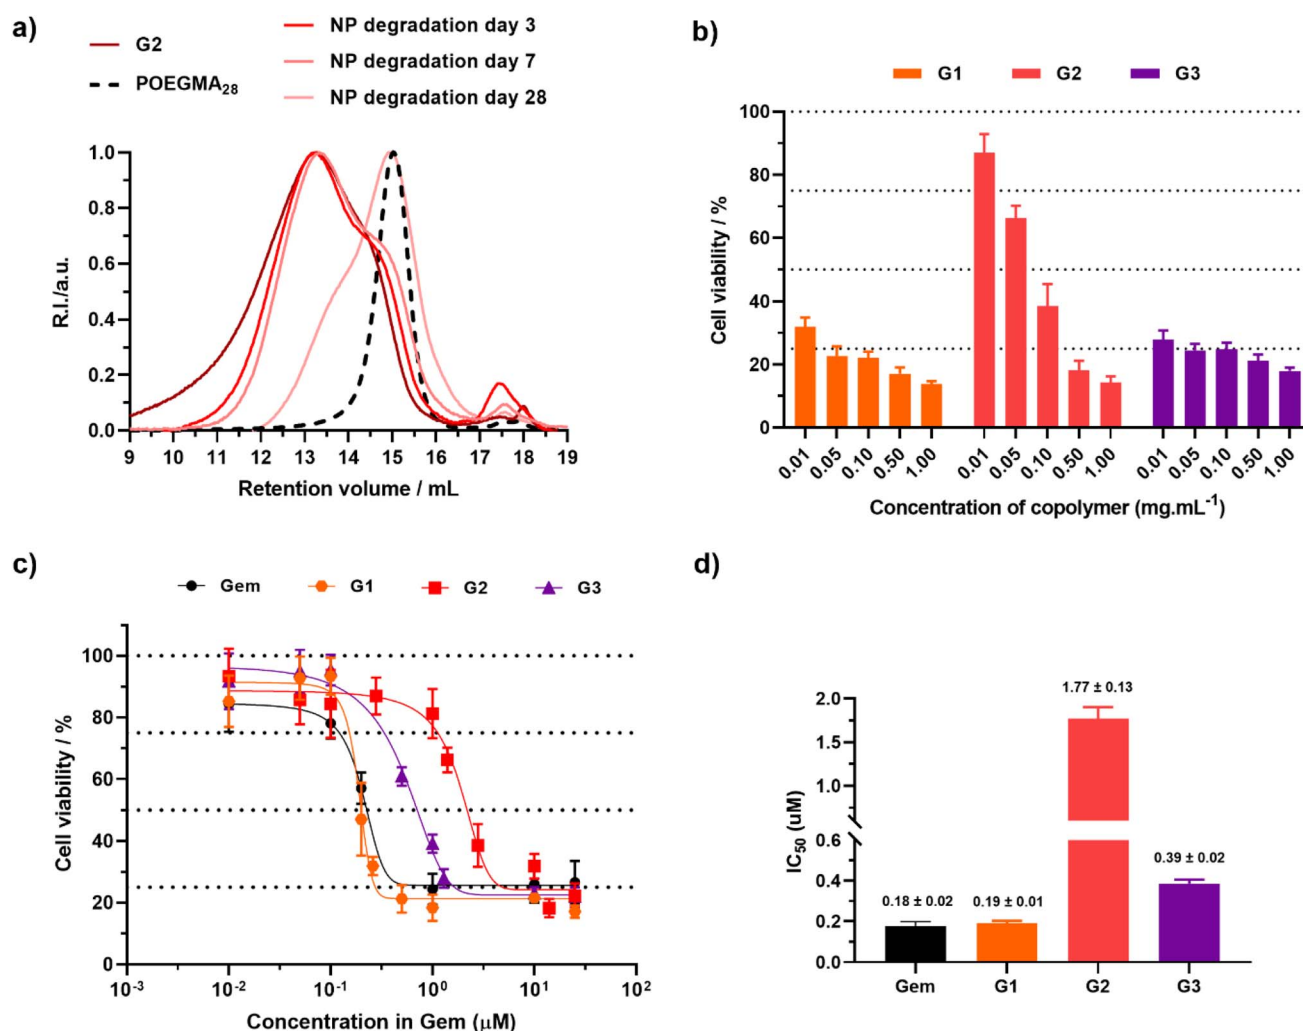 a)
G2
POEGMA28
NP degradation day 3
NP degradation day 7
NP degradation day 28
R.I./a.u.
1.0
0.8
0.6
0.4
0.2
0.0
9 10 11 12 13 14 15 16 17 18 19
Retention volume / mL
b)
G1 G2 G3
Cell viability / %
100
80
60
40
20
0
0.01 0.05 0.10 0.50 1.00 0.01 0.05 0.10 0.50 1.00 0.01 0.05 0.10 0.50 1.00
Concentration of copolymer (mg.mL-1)
c)
Gem G1 G2 G3
Cell viability / %
100
80
60
40
20
0
10-3 10-2 10-1 100 101 102
Concentration in Gem (μM)
d)
IC50 (uM)
2.0
1.5
1.0
0.6
0.4
0.2
0.0
0.18 ± 0.02
0.19 ± 0.01
1.77 ± 0.13
0.39 ± 0.02
Gem G1 G2 G3